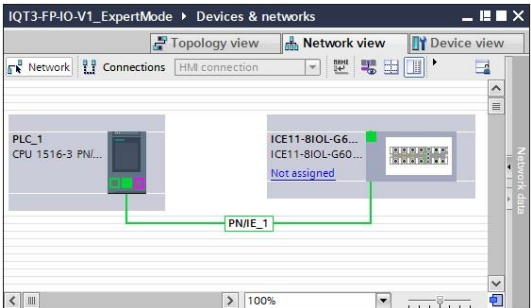 IQT3-FP-IO-V1_ExpertMode ▸ Devices & networks
Topology view Network view Device view
Network Connections HMI connection
PLC_1
CPU 1516-3 PN/...
ICE11-8IOL-G6...
ICE11-8IOL-G60...
Not assigned
PN/IE_1
Network data
100%